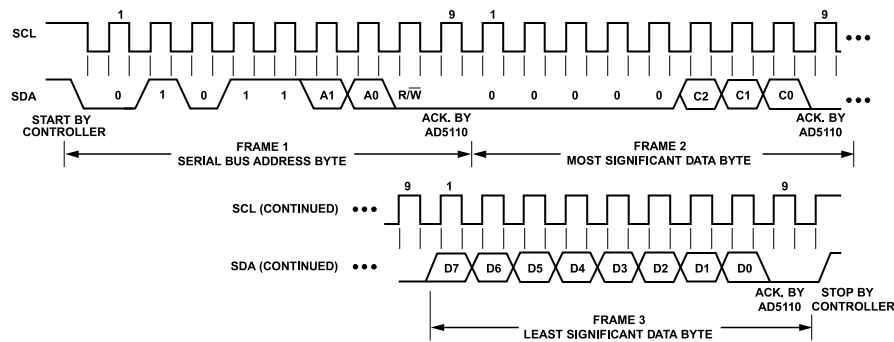 1 9 1 9
SCL
SDA 0 1 0 1 1 A1 A0 R/W 0 0 0 0 0 C2 C1 C0
START BY
CONTROLLER
ACK. BY
AD5110
ACK. BY
AD5110
FRAME 1
SERIAL BUS ADDRESS BYTE
FRAME 2
MOST SIGNIFICANT DATA BYTE
9 1 9
SCL (CONTINUED)
SDA (CONTINUED) D7 D6 D5 D4 D3 D2 D1 D0
ACK. BY
AD5110
STOP BY
CONTROLLER
FRAME 3
LEAST SIGNIFICANT DATA BYTE